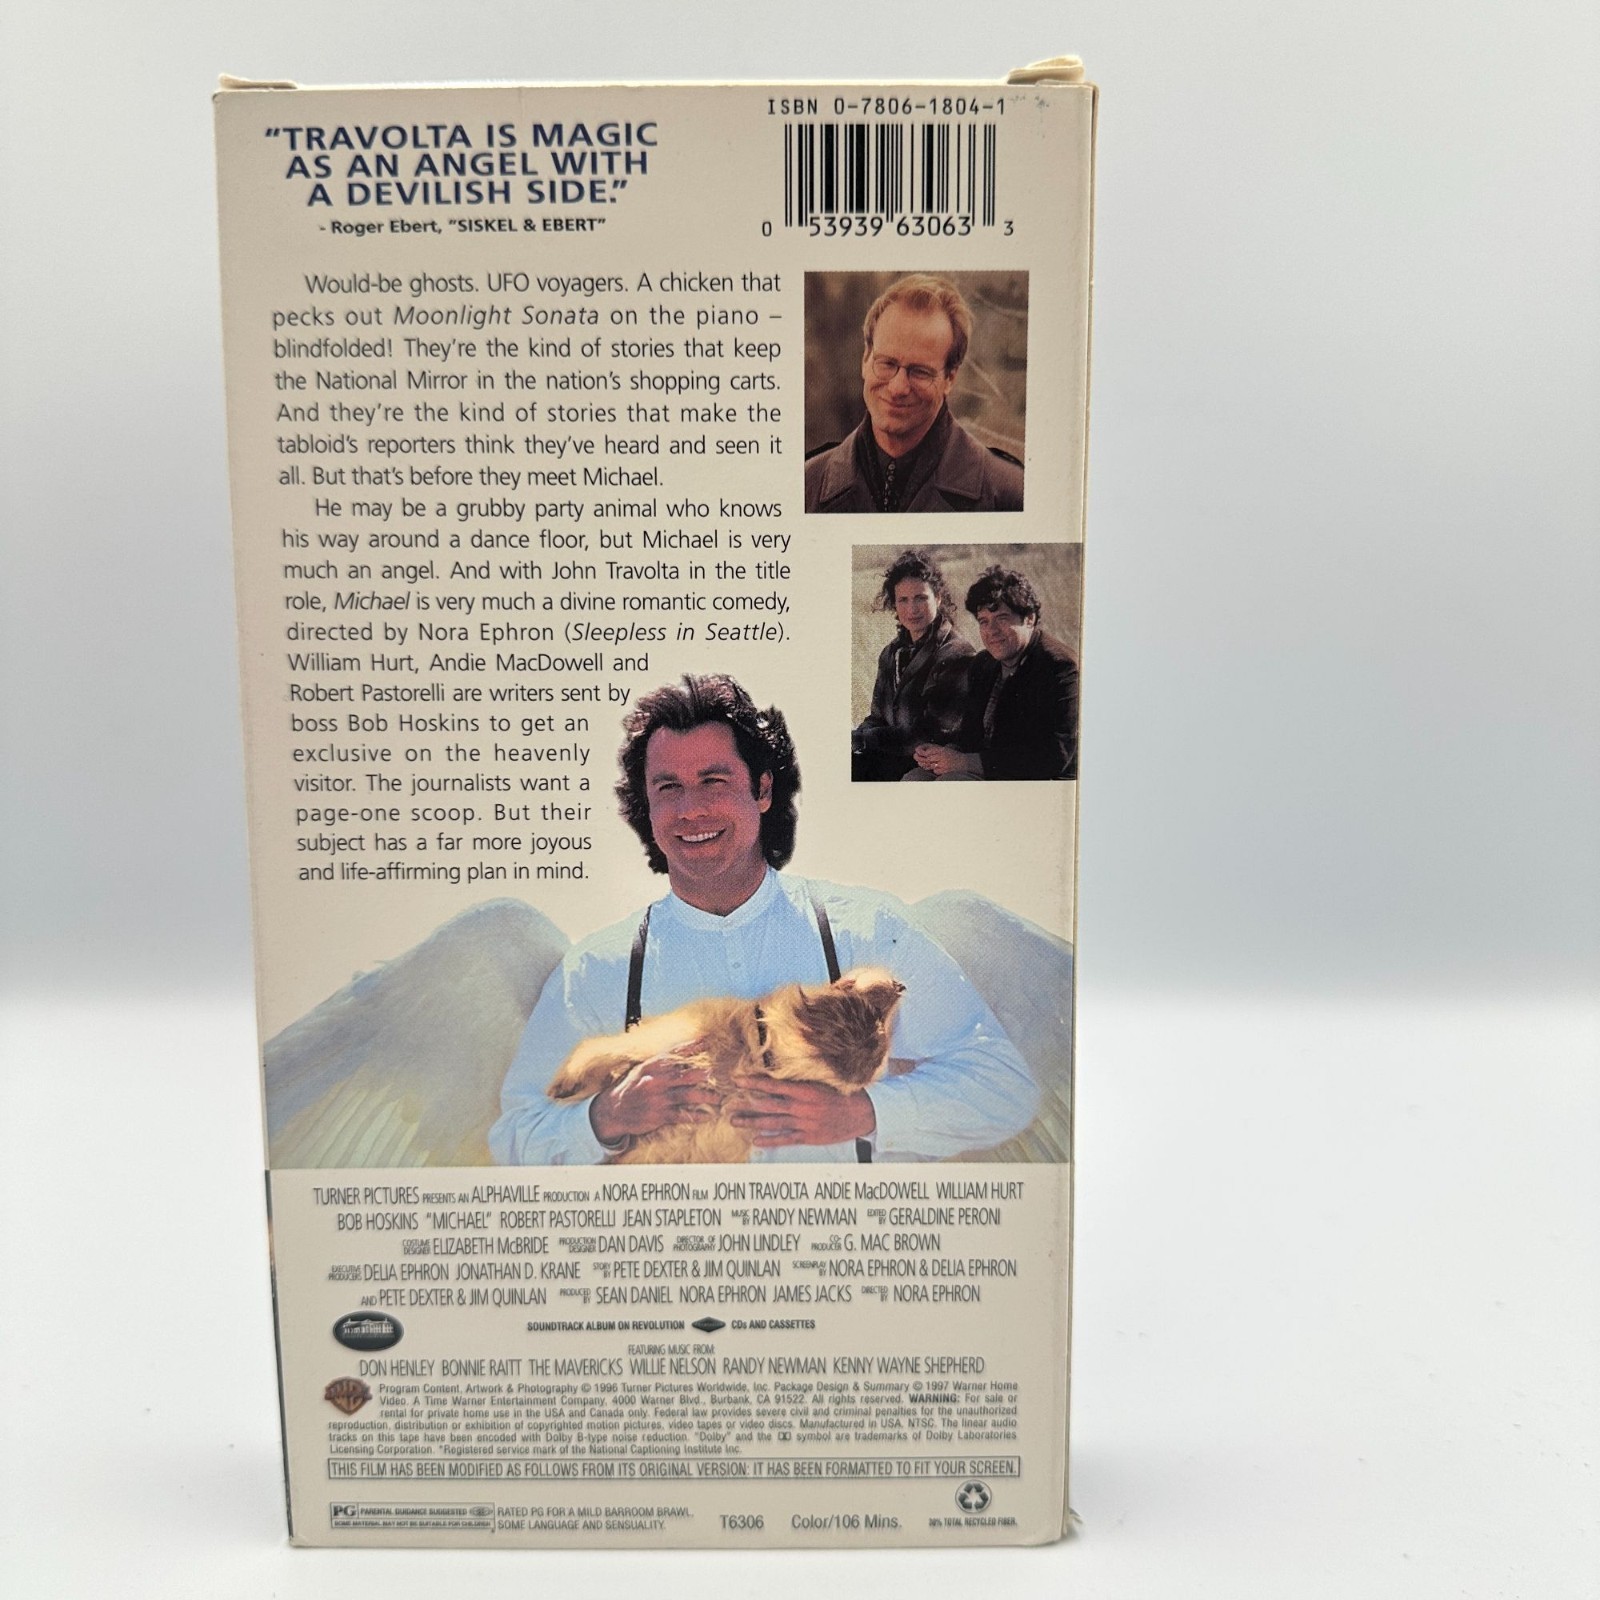 ISBN 0-7806-1804-1
"TRAVOLTA IS MAGIC
AS AN ANGEL WITH
A DEVILISH SIDE."
- Roger Ebert, "SISKEL & EBERT"
0 53939 63063 3
Would-be ghosts. UFO voyagers. A chicken that
pecks out Moonlight Sonata on the piano –
blindfolded! They're the kind of stories that keep
the National Mirror in the nation's shopping carts.
And they're the kind of stories that make the
tabloid's reporters think they've heard and seen it
all. But that's before they meet Michael.
He may be a grubby party animal who knows
his way around a dance floor, but Michael is very
much an angel. And with John Travolta in the title
role, Michael is very much a divine romantic comedy,
directed by Nora Ephron (Sleepless in Seattle).
William Hurt, Andie MacDowell and
Robert Pastorelli are writers sent by
boss Bob Hoskins to get an
exclusive on the heavenly
visitor. The journalists want a
page-one scoop. But their
subject has a far more joyous
and life-affirming plan in mind.
TURNER PICTURES PRESENTS AN ALPHAVILLE PRODUCTION A NORA EPHRON FILM JOHN TRAVOLTA ANDIE MacDOWELL WILLIAM HURT
BOB HOSKINS "MICHAEL" ROBERT PASTORELLI JEAN STAPLETON MUSIC BY RANDY NEWMAN EDITED BY GERALDINE PERONI
COSTUME DESIGNER ELIZABETH McBRIDE PRODUCTION DESIGNER DAN DAVIS DIRECTOR OF PHOTOGRAPHY JOHN LINDLEY CO-PRODUCER G. MAC BROWN
EXECUTIVE PRODUCERS DELIA EPHRON JONATHAN D. KRANE STORY BY PETE DEXTER & JIM QUINLAN SCREENPLAY BY NORA EPHRON & DELIA EPHRON
AND PETE DEXTER & JIM QUINLAN PRODUCED BY SEAN DANIEL NORA EPHRON JAMES JACKS DIRECTED BY NORA EPHRON
SOUNDTRACK ALBUM ON REVOLUTION CDs AND CASSETTES
FEATURING MUSIC FROM:
DON HENLEY BONNIE RAITT THE MAVERICKS WILLIE NELSON RANDY NEWMAN KENNY WAYNE SHEPHERD
Program Content, Artwork & Photography © 1996 Turner Pictures Worldwide, Inc. Package Design & Summary © 1997 Warner Home
Video. A Time Warner Entertainment Company, 4000 Warner Blvd., Burbank, CA 91522. All rights reserved. WARNING: For sale or
rental for private home use in the USA and Canada only. Federal law provides severe civil and criminal penalties for the unauthorized
reproduction, distribution or exhibition of copyrighted motion pictures, video tapes or video discs. Manufactured in USA. NTSC. The linear audio
tracks on this tape have been encoded with Dolby B-type noise reduction. "Dolby" and the symbol are trademarks of Dolby Laboratories
Licensing Corporation. *Registered service mark of the National Captioning Institute Inc.
THIS FILM HAS BEEN MODIFIED AS FOLLOWS FROM ITS ORIGINAL VERSION: IT HAS BEEN FORMATTED TO FIT YOUR SCREEN.
PG PARENTAL GUIDANCE SUGGESTED
SOME MATERIAL MAY NOT BE SUITABLE FOR CHILDREN
RATED PG FOR A MILD BARROOM BRAWL,
SOME LANGUAGE AND SENSUALITY.
T6306 Color/106 Mins.
TOTAL RECYCLED FIBER.